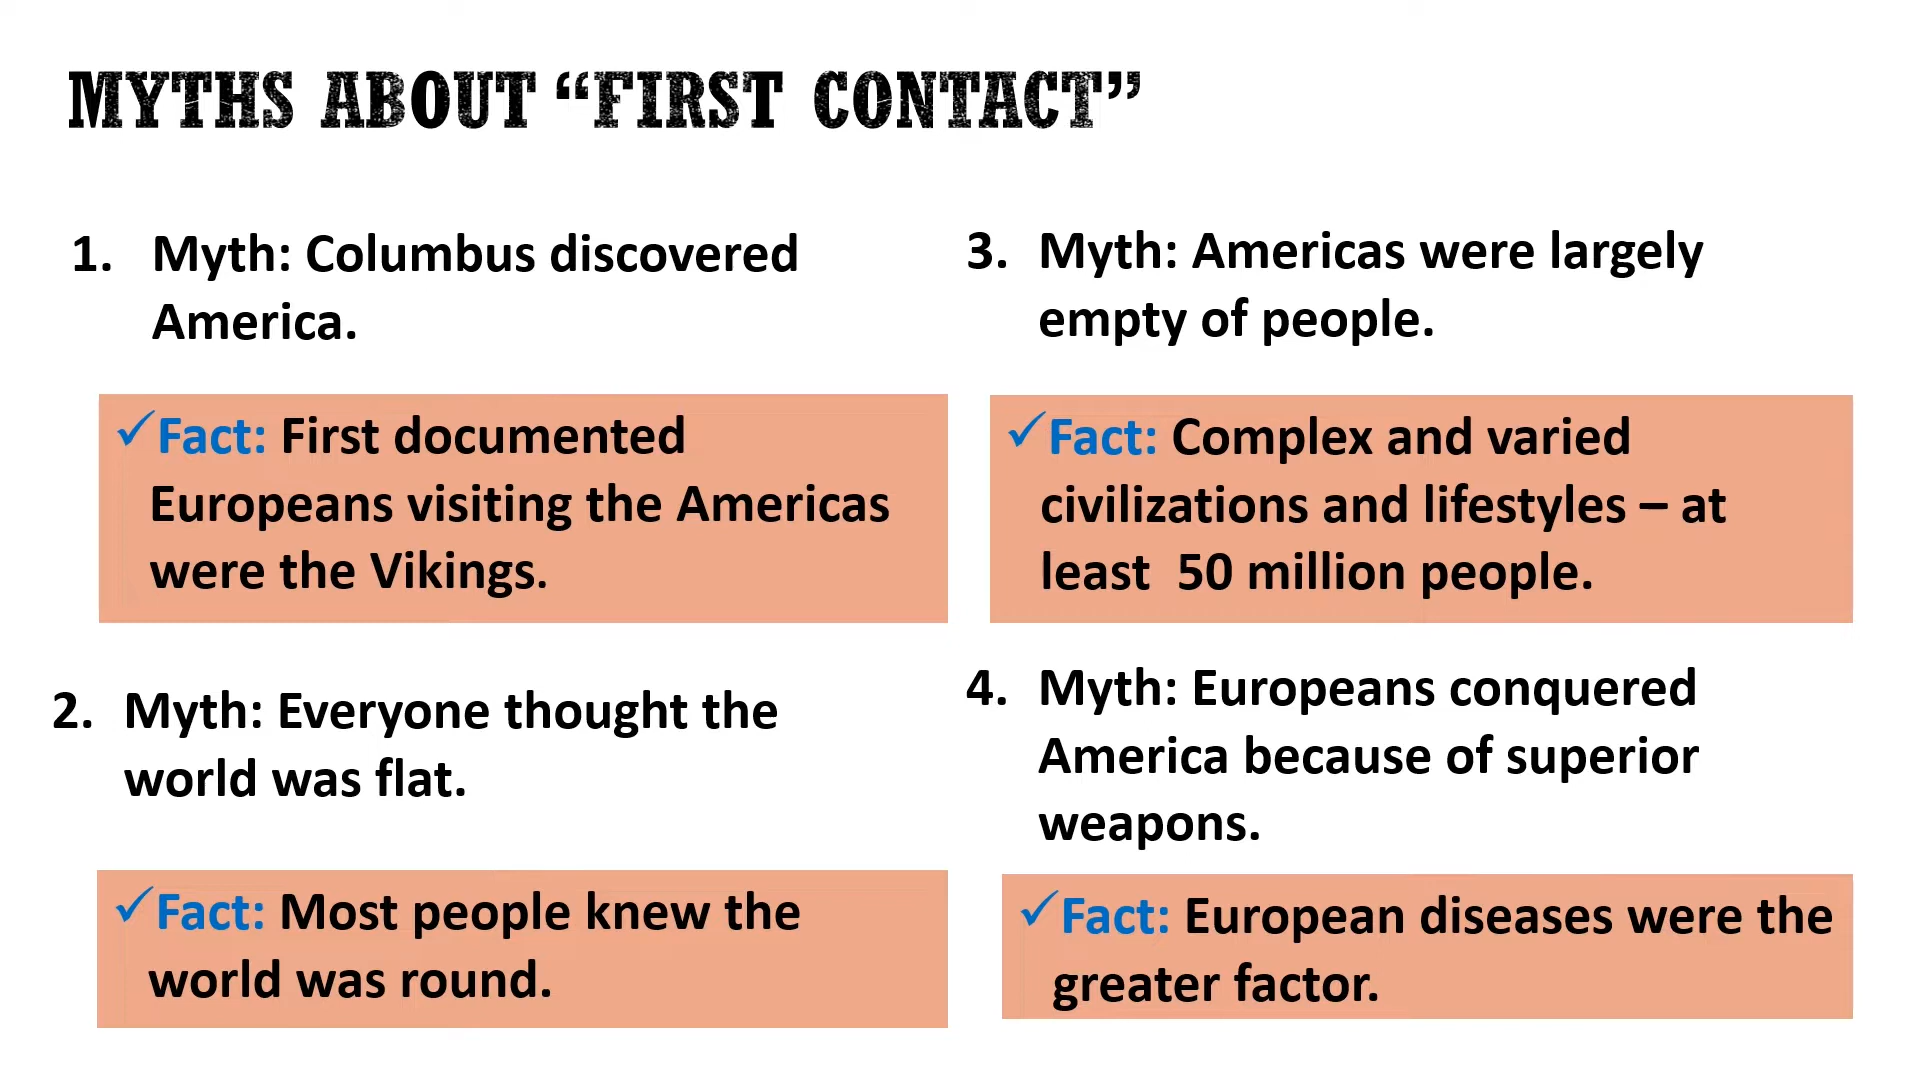 MYTHS ABOUT “FIRST CONTACT”
1. Myth: Columbus discovered
America.
✓Fact: First documented
Europeans visiting the Americas
were the Vikings.
2. Myth: Everyone thought the
world was flat.
✓Fact: Most people knew the
world was round.
3. Myth: Americas were largely
empty of people.
✓Fact: Complex and varied
civilizations and lifestyles – at
least 50 million people.
4. Myth: Europeans conquered
America because of superior
weapons.
✓Fact: European diseases were the
greater factor.